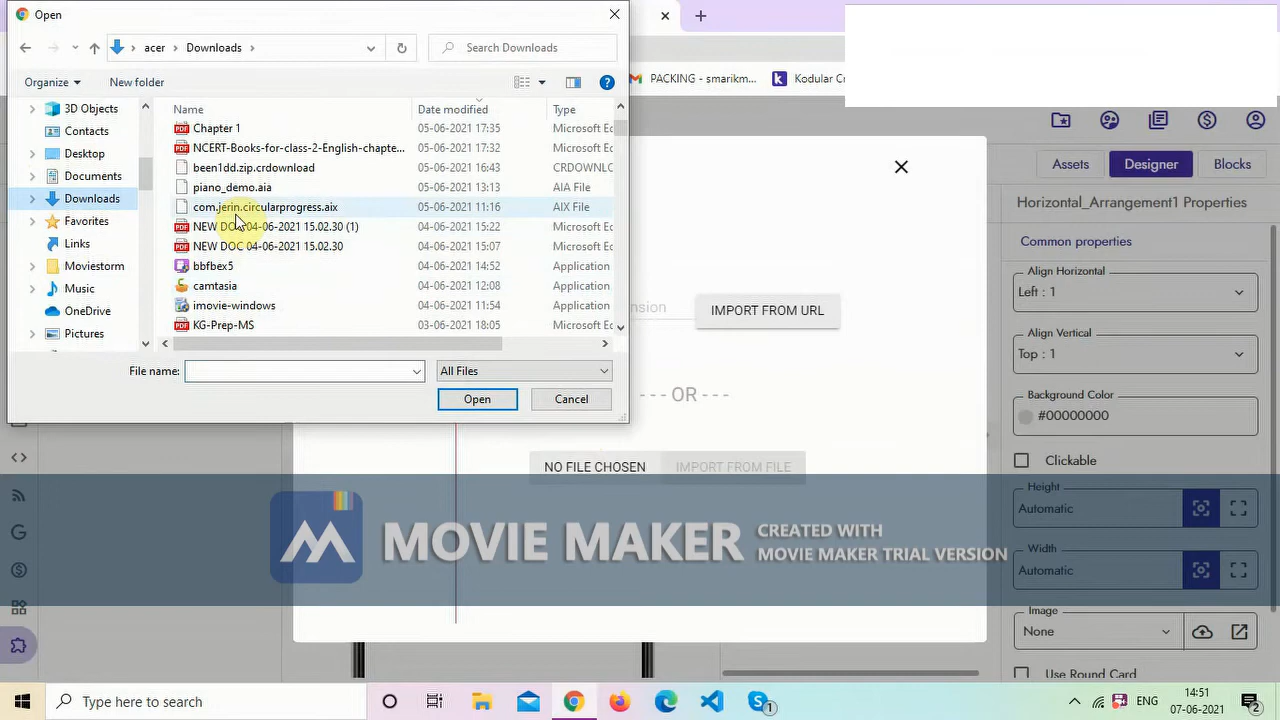 Open
acer
Downloads
Search Downloads
PACKING - smarikm...
Kodular Cr
Organize
New folder
3D Objects
Contacts
Desktop
Documents
Downloads
Favorites
Links
Moviestorm
Music
OneDrive
Pictures
Name Date modified Type
Chapter 1 05-06-2021 17:35 Microsoft Ec
NCERT-Books-for-class-2-English-chapte... 05-06-2021 17:32 Microsoft Ec
been1dd.zip.crdownload 05-06-2021 16:43 CRDOWNLO
piano_demo.aia 05-06-2021 13:13 AIA File
com.jerin.circularprogress.aix 05-06-2021 11:16 AIX File
NEW DOC 04-06-2021 15.02.30 (1) 04-06-2021 15:22 Microsoft Ec
NEW DOC 04-06-2021 15.02.30 04-06-2021 15:07 Microsoft Ec
bbfbex5 04-06-2021 14:52 Application
camtasia 04-06-2021 12:08 Application
imovie-windows 04-06-2021 11:54 Application
KG-Prep-MS 03-06-2021 18:05 Microsoft Ec
File name:
All Files
Open
Cancel
nsion
IMPORT FROM URL
--- OR ---
NO FILE CHOSEN
IMPORT FROM FILE
Assets
Designer
Blocks
Horizontal_Arrangement1 Properties
Common properties
Align Horizontal
Left : 1
Align Vertical
Top : 1
Background Color
#00000000
Clickable
Height
Automatic
Width
Automatic
Image
None
Use Round Card
MOVIE MAKER
CREATED WITH
MOVIE MAKER TRIAL VERSION
Type here to search
1
ENG
14:51
07-06-2021
2